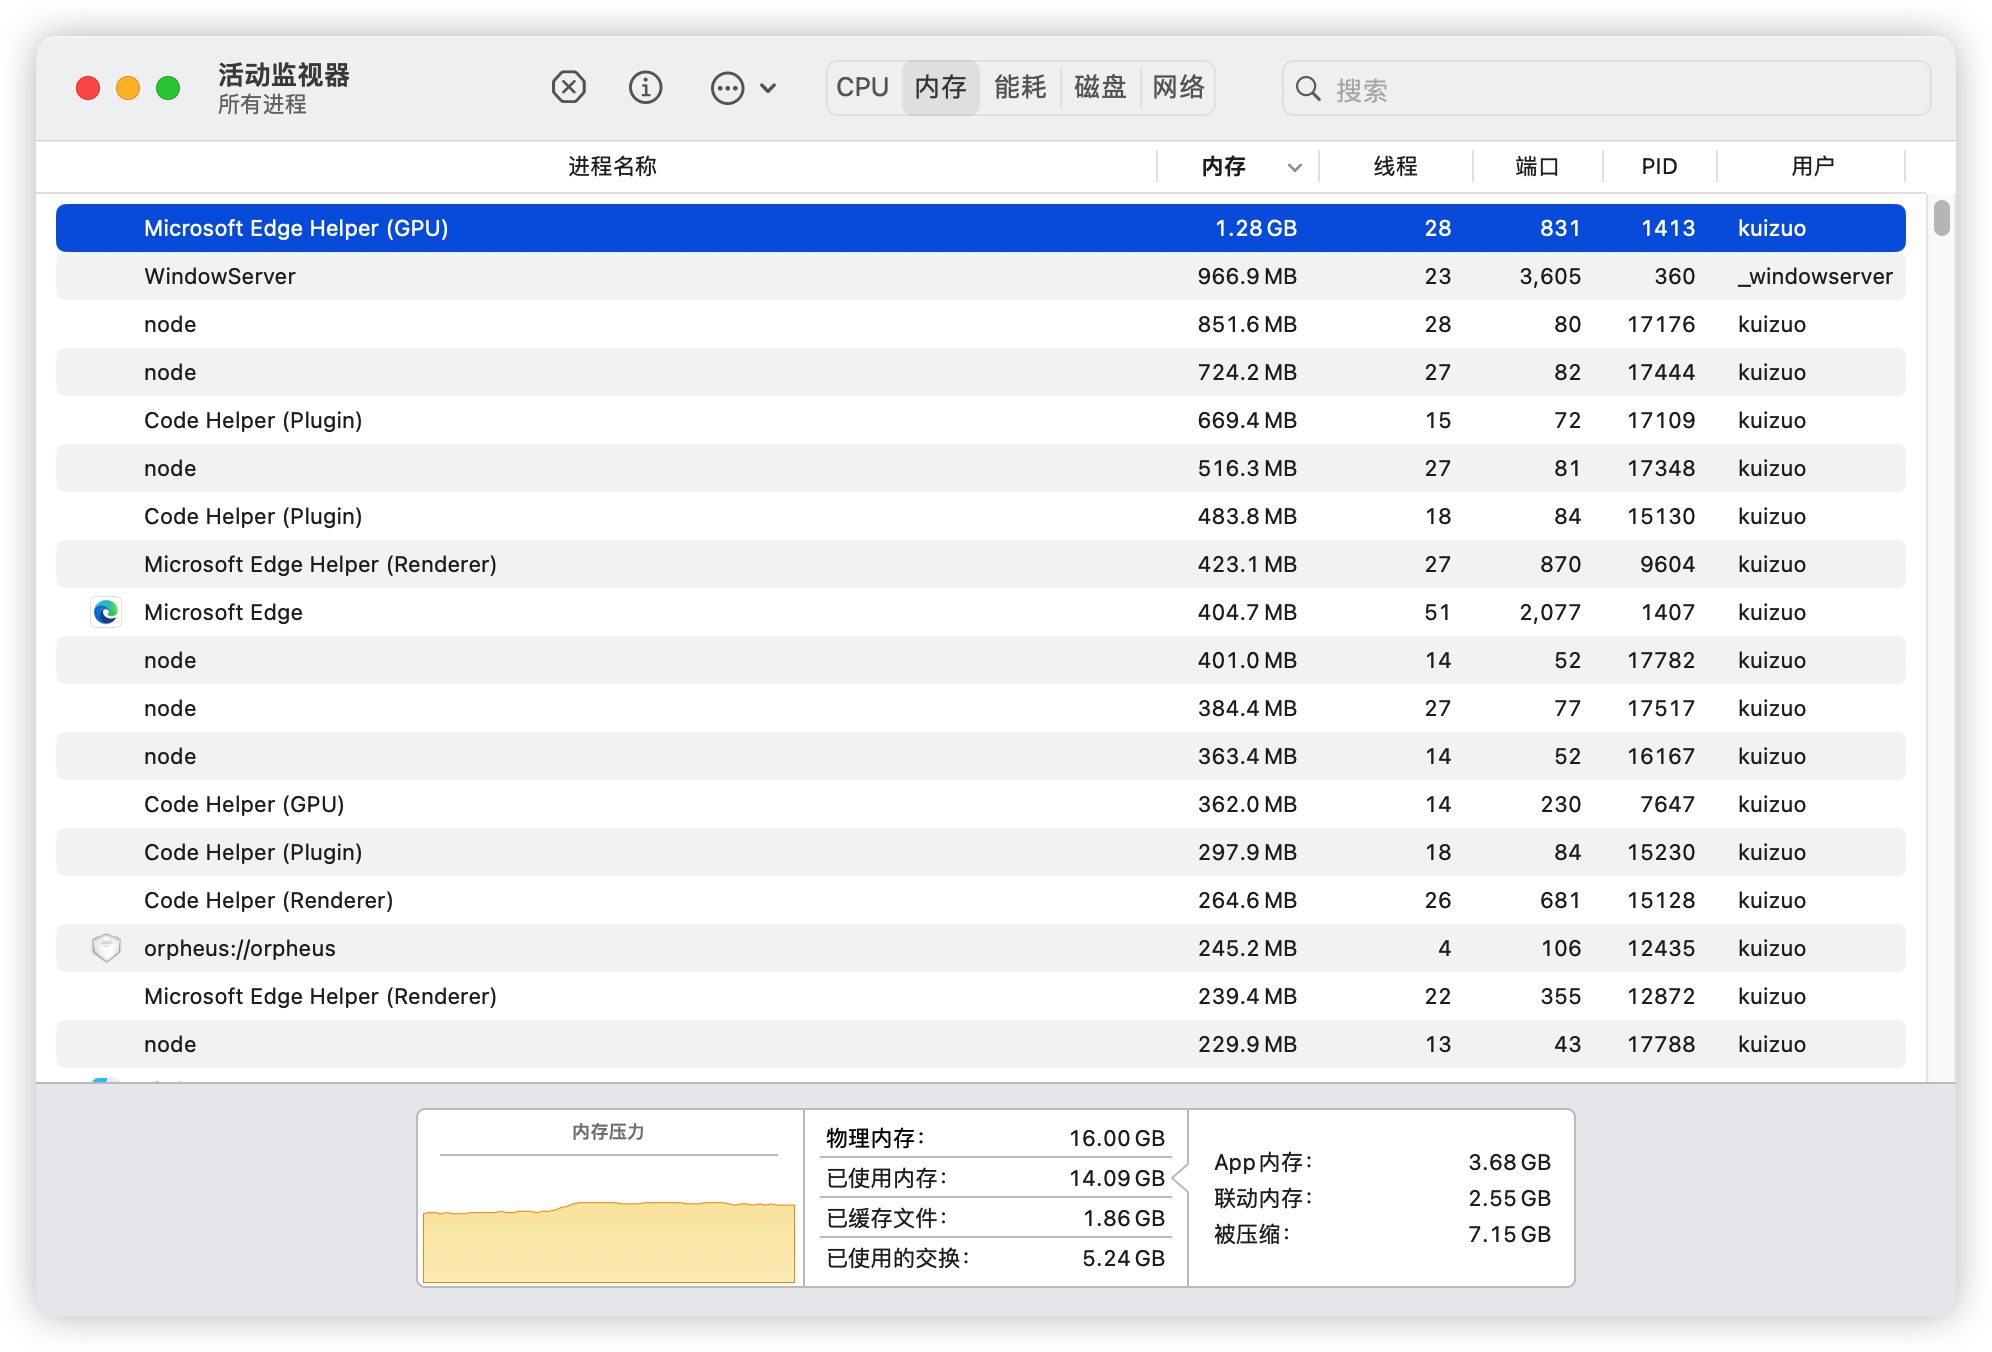 活动监视器
所有进程
CPU 内存 能耗 磁盘 网络
搜索
进程名称 内存 线程 端口 PID 用户
Microsoft Edge Helper (GPU) 1.28 GB 28 831 1413 kuizuo
WindowServer 966.9 MB 23 3,605 360 _windowserver
node 851.6 MB 28 80 17176 kuizuo
node 724.2 MB 27 82 17444 kuizuo
Code Helper (Plugin) 669.4 MB 15 72 17109 kuizuo
node 516.3 MB 27 81 17348 kuizuo
Code Helper (Plugin) 483.8 MB 18 84 15130 kuizuo
Microsoft Edge Helper (Renderer) 423.1 MB 27 870 9604 kuizuo
Microsoft Edge 404.7 MB 51 2,077 1407 kuizuo
node 401.0 MB 14 52 17782 kuizuo
node 384.4 MB 27 77 17517 kuizuo
node 363.4 MB 14 52 16167 kuizuo
Code Helper (GPU) 362.0 MB 14 230 7647 kuizuo
Code Helper (Plugin) 297.9 MB 18 84 15230 kuizuo
Code Helper (Renderer) 264.6 MB 26 681 15128 kuizuo
orpheus://orpheus 245.2 MB 4 106 12435 kuizuo
Microsoft Edge Helper (Renderer) 239.4 MB 22 355 12872 kuizuo
node 229.9 MB 13 43 17788 kuizuo
内存压力
物理内存： 16.00 GB
已使用内存： 14.09 GB
已缓存文件： 1.86 GB
已使用的交换： 5.24 GB
App内存： 3.68 GB
联动内存： 2.55 GB
被压缩： 7.15 GB